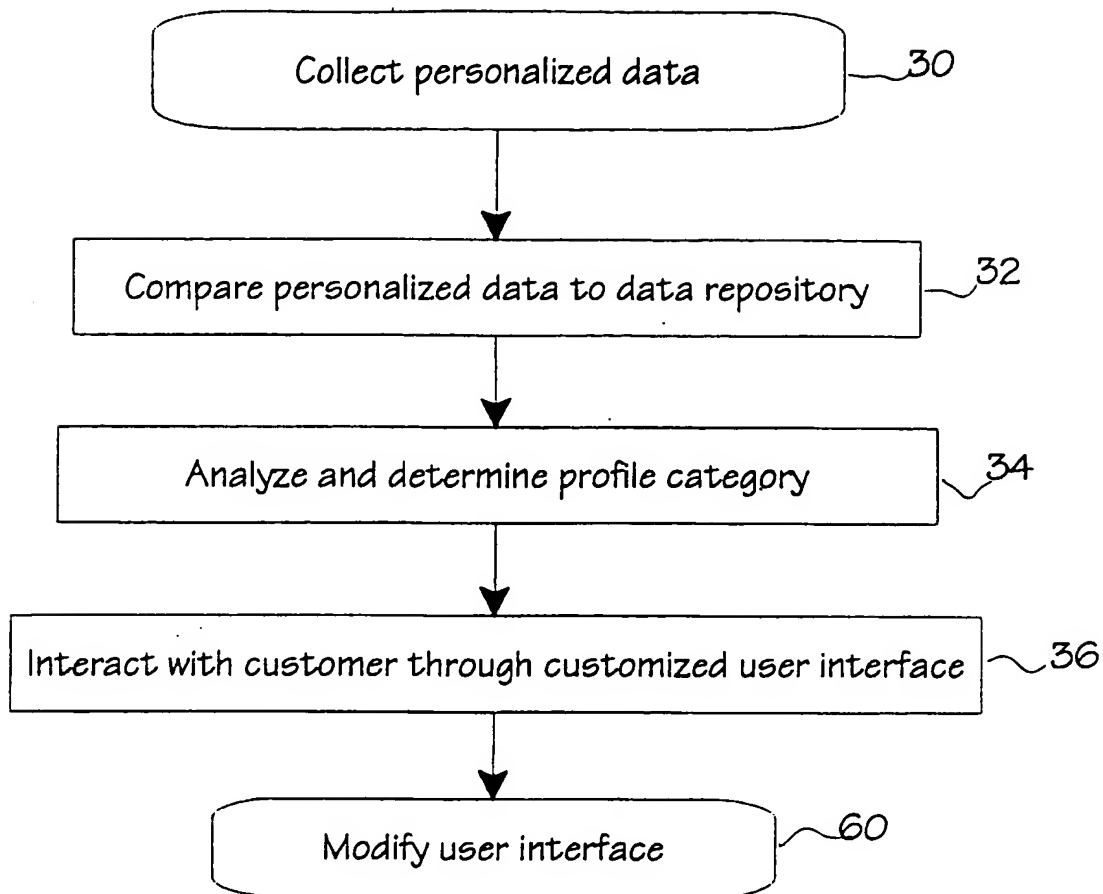 Collect personalized data
30
Compare personalized data to data repository
32
Analyze and determine profile category
34
Interact with customer through customized user interface
36
Modify user interface
60